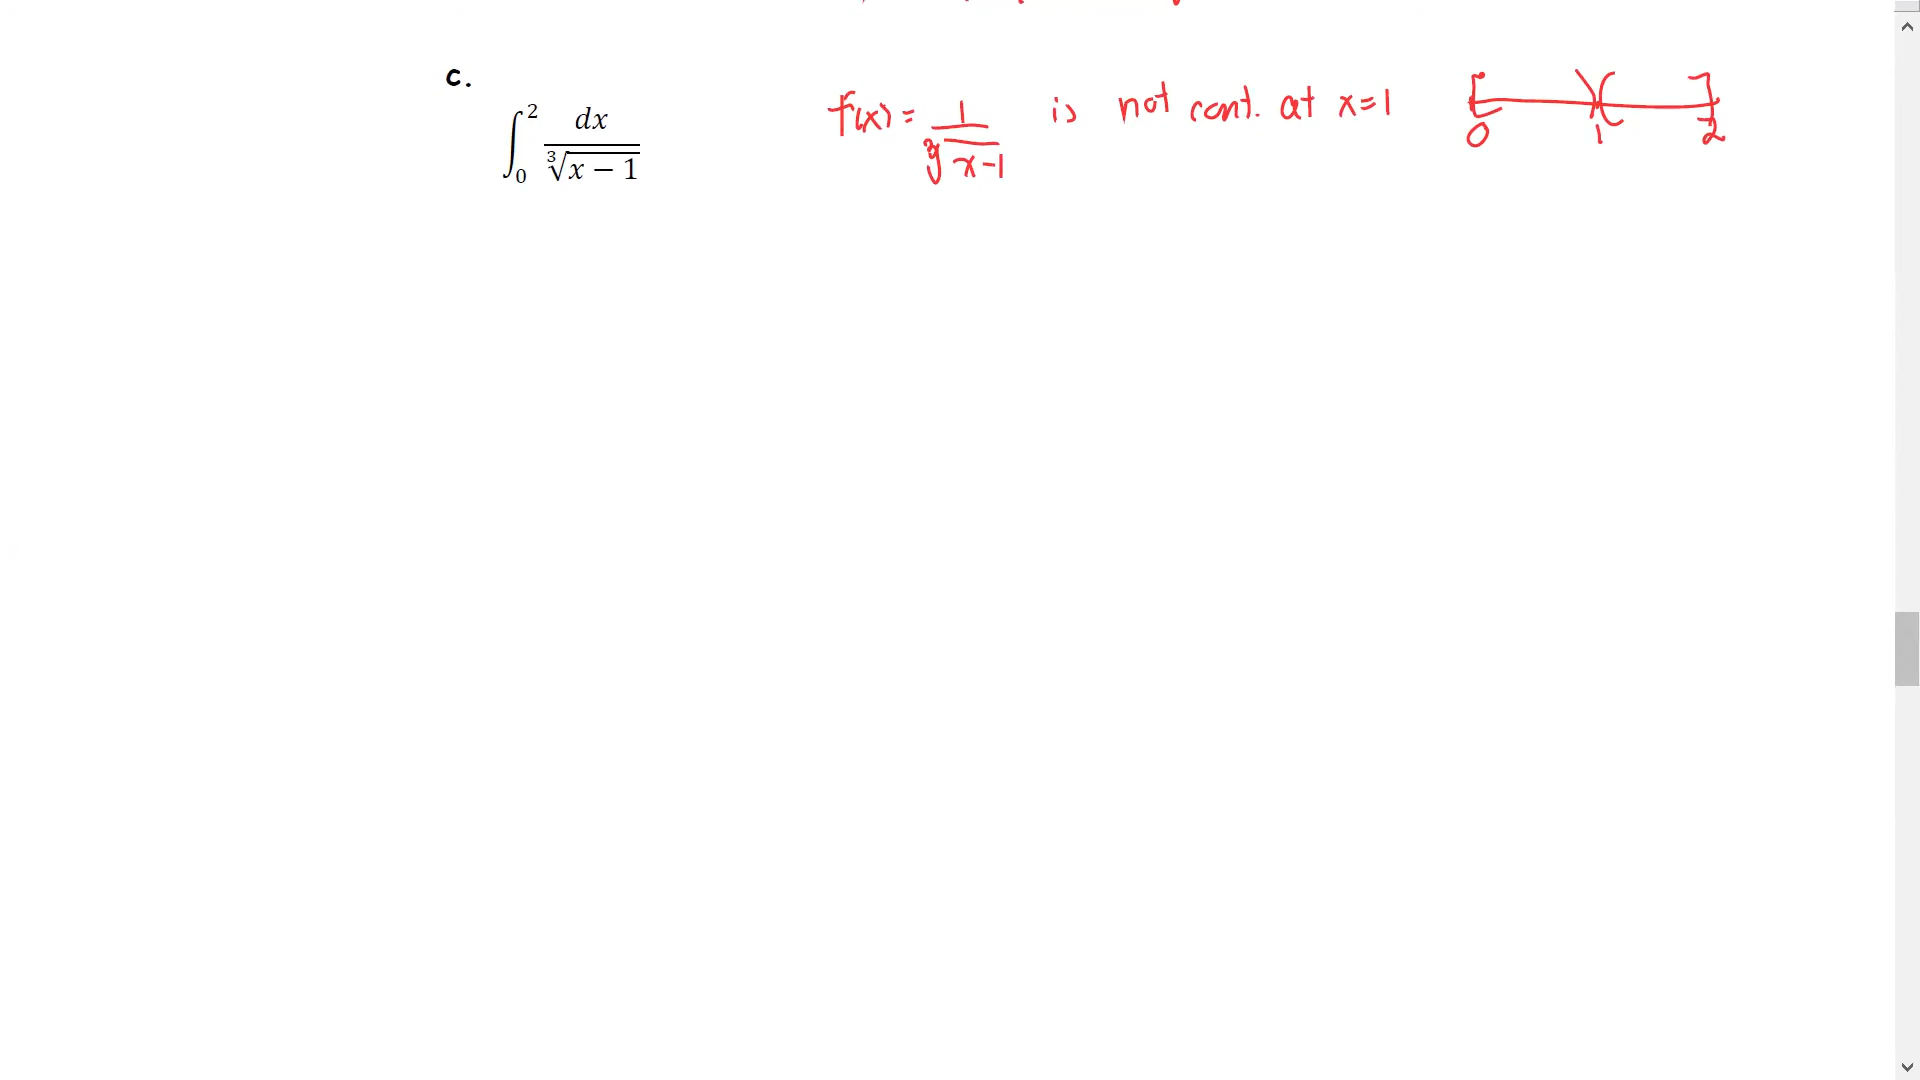 c.
∫₀² dx / ∛(x − 1)
f(x) = 1 / ∛(x-1) is not cont. at x=1
[ )( ]
0 1 2